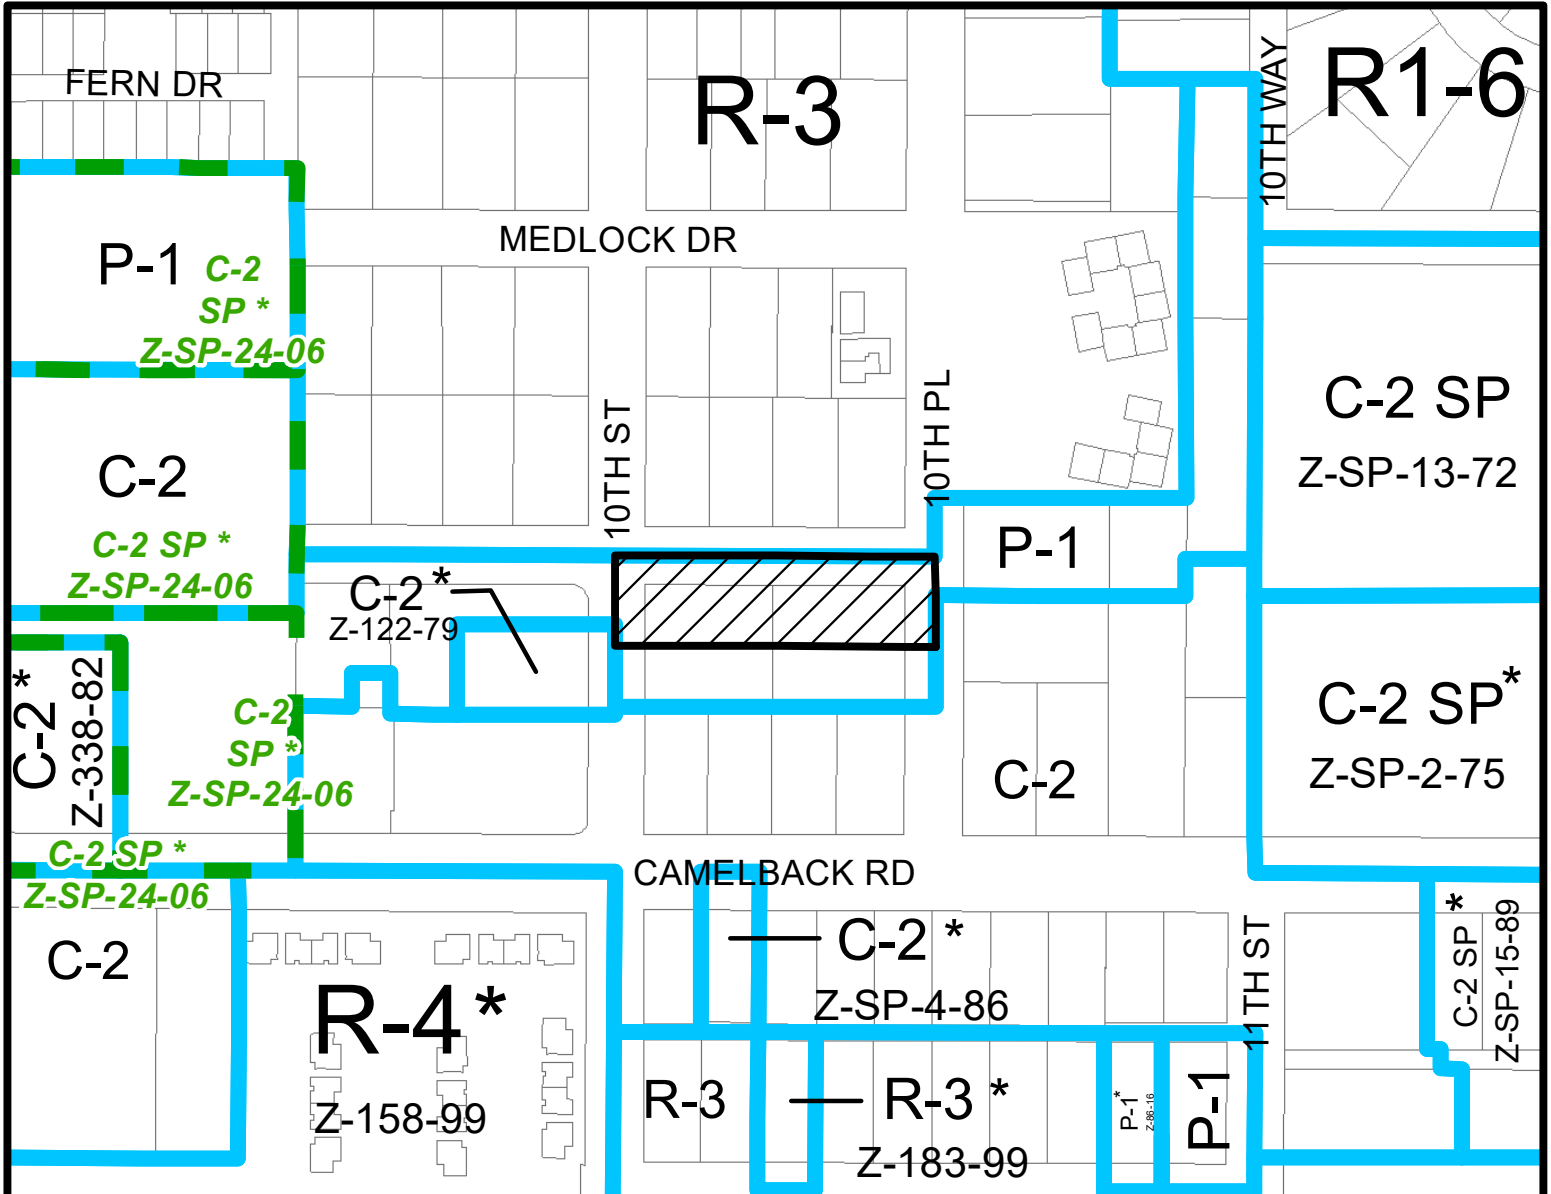 FERN DR
R-3
10TH WAY
R1-6
P-1
C-2
SP *
Z-SP-24-06
MEDLOCK DR
C-2
C-2 SP *
Z-SP-24-06
10TH ST
10TH PL
C-2 SP
Z-SP-13-72
P-1
C-2 *
Z-122-79
C-2 *
Z-338-82
C-2
SP *
Z-SP-24-06
C-2
C-2 SP*
Z-SP-2-75
C-2 SP *
Z-SP-24-06
CAMELBACK RD
C-2
R-4 *
Z-158-99
C-2 *
Z-SP-4-86
11TH ST
C-2 SP *
Z-SP-15-89
R-3
R-3 *
Z-183-99
P-1*
Z-86-16
P-1